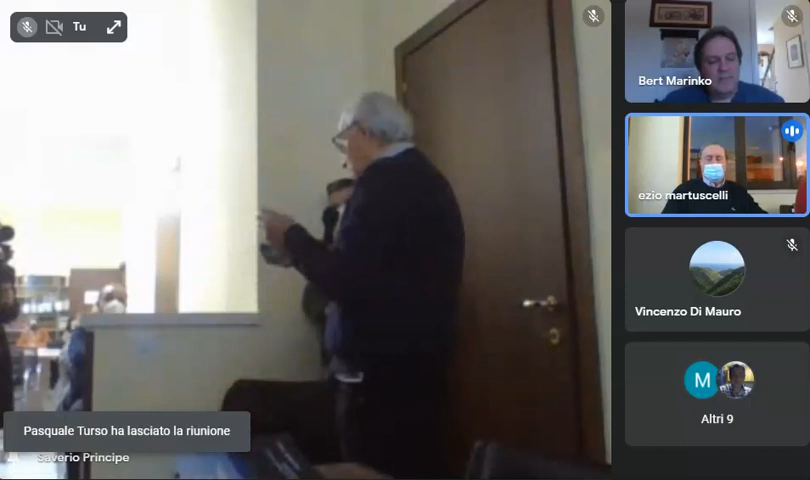 Tu
Bert Marinko
ezio martuscelli
Vincenzo Di Mauro
M
Altri 9
Pasquale Turso ha lasciato la riunione
Saverio Principe